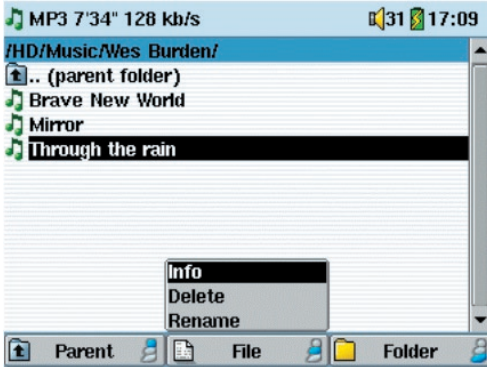 MP3 7'34" 128 kb/s 31 17:09
/HD/Music/Wes Burden/
.. (parent folder)
Brave New World
Mirror
Through the rain
Info
Delete
Rename
Parent File Folder